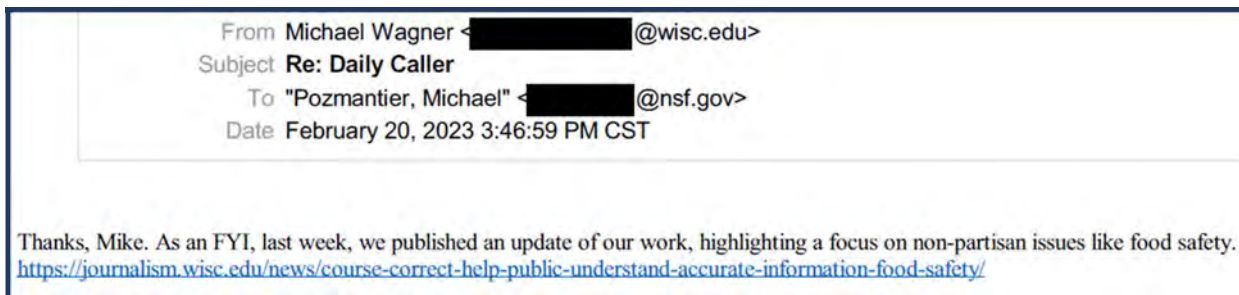 From Michael Wagner < @wisc.edu>
Subject Re: Daily Caller
To "Pozmantier, Michael" < @nsf.gov>
Date February 20, 2023 3:46:59 PM CST
Thanks, Mike. As an FYI, last week, we published an update of our work, highlighting a focus on non-partisan issues like food safety.
https://journalism.wisc.edu/news/course-correct-help-public-understand-accurate-information-food-safety/